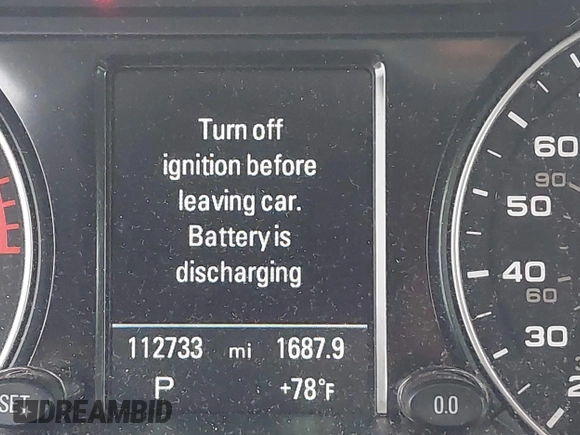 Turn off
ignition before
leaving car.
Battery is
discharging
112733 mi 1687.9
P +78°F
SET
0.0
60
90
50
40
60
30
2
DREAMBID